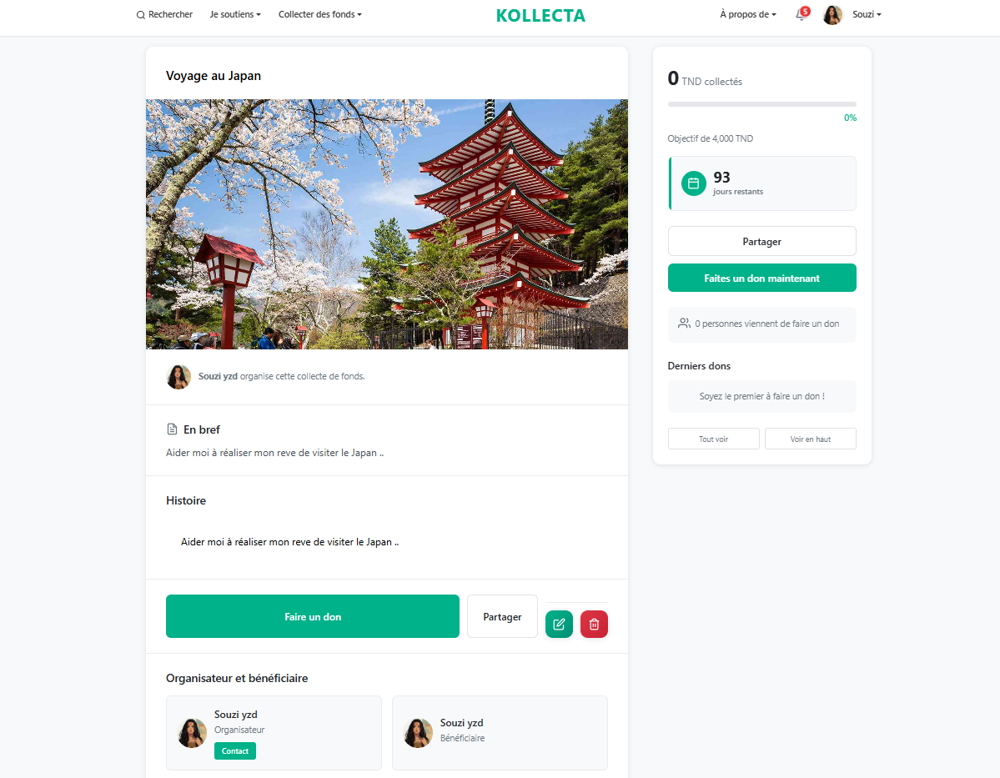 Rechercher
Je soutiens
Collecter des fonds
KOLLECTA
À propos de
5
Souzi
Voyage au Japan
Souzi yzd organise cette collecte de fonds.
En bref
Aider moi à réaliser mon reve de visiter le Japan ..
Histoire
Aider moi à réaliser mon reve de visiter le Japan ..
Faire un don
Partager
Organisateur et bénéficiaire
Souzi yzd
Organisateur
Contact
Souzi yzd
Bénéficiaire
0 TND collectés
0%
Objectif de 4,000 TND
93
jours restants
Partager
Faites un don maintenant
0 personnes viennent de faire un don
Derniers dons
Soyez le premier à faire un don !
Tout voir
Voir en haut